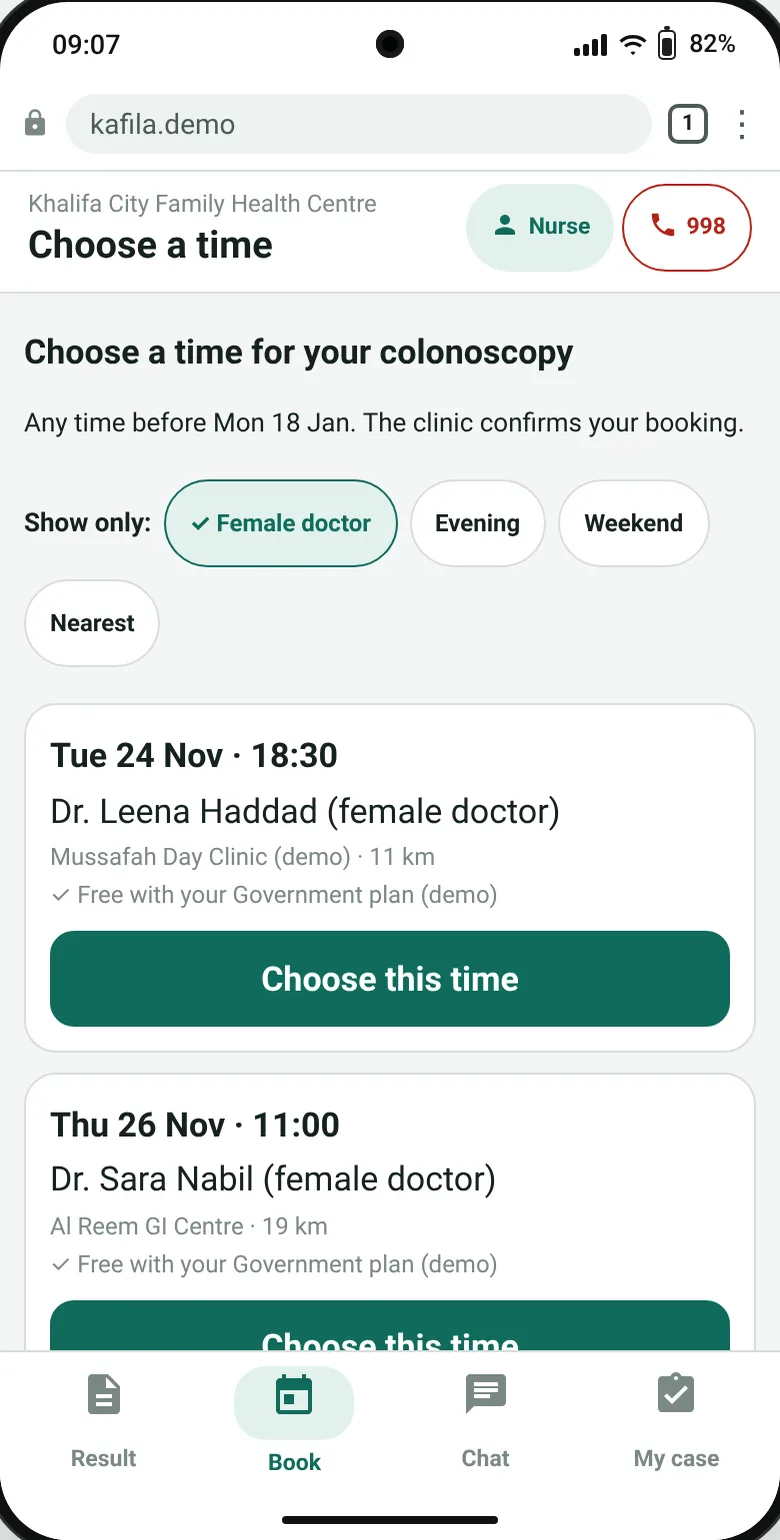 09:07
82%
kafila.demo
1
Khalifa City Family Health Centre
Choose a time
Nurse
998
Choose a time for your colonoscopy
Any time before Mon 18 Jan. The clinic confirms your booking.
Show only:
✓ Female doctor
Evening
Weekend
Nearest
Tue 24 Nov · 18:30
Dr. Leena Haddad (female doctor)
Mussafah Day Clinic (demo) · 11 km
✓ Free with your Government plan (demo)
Choose this time
Thu 26 Nov · 11:00
Dr. Sara Nabil (female doctor)
Al Reem GI Centre · 19 km
✓ Free with your Government plan (demo)
Choose this time
Result
Book
Chat
My case